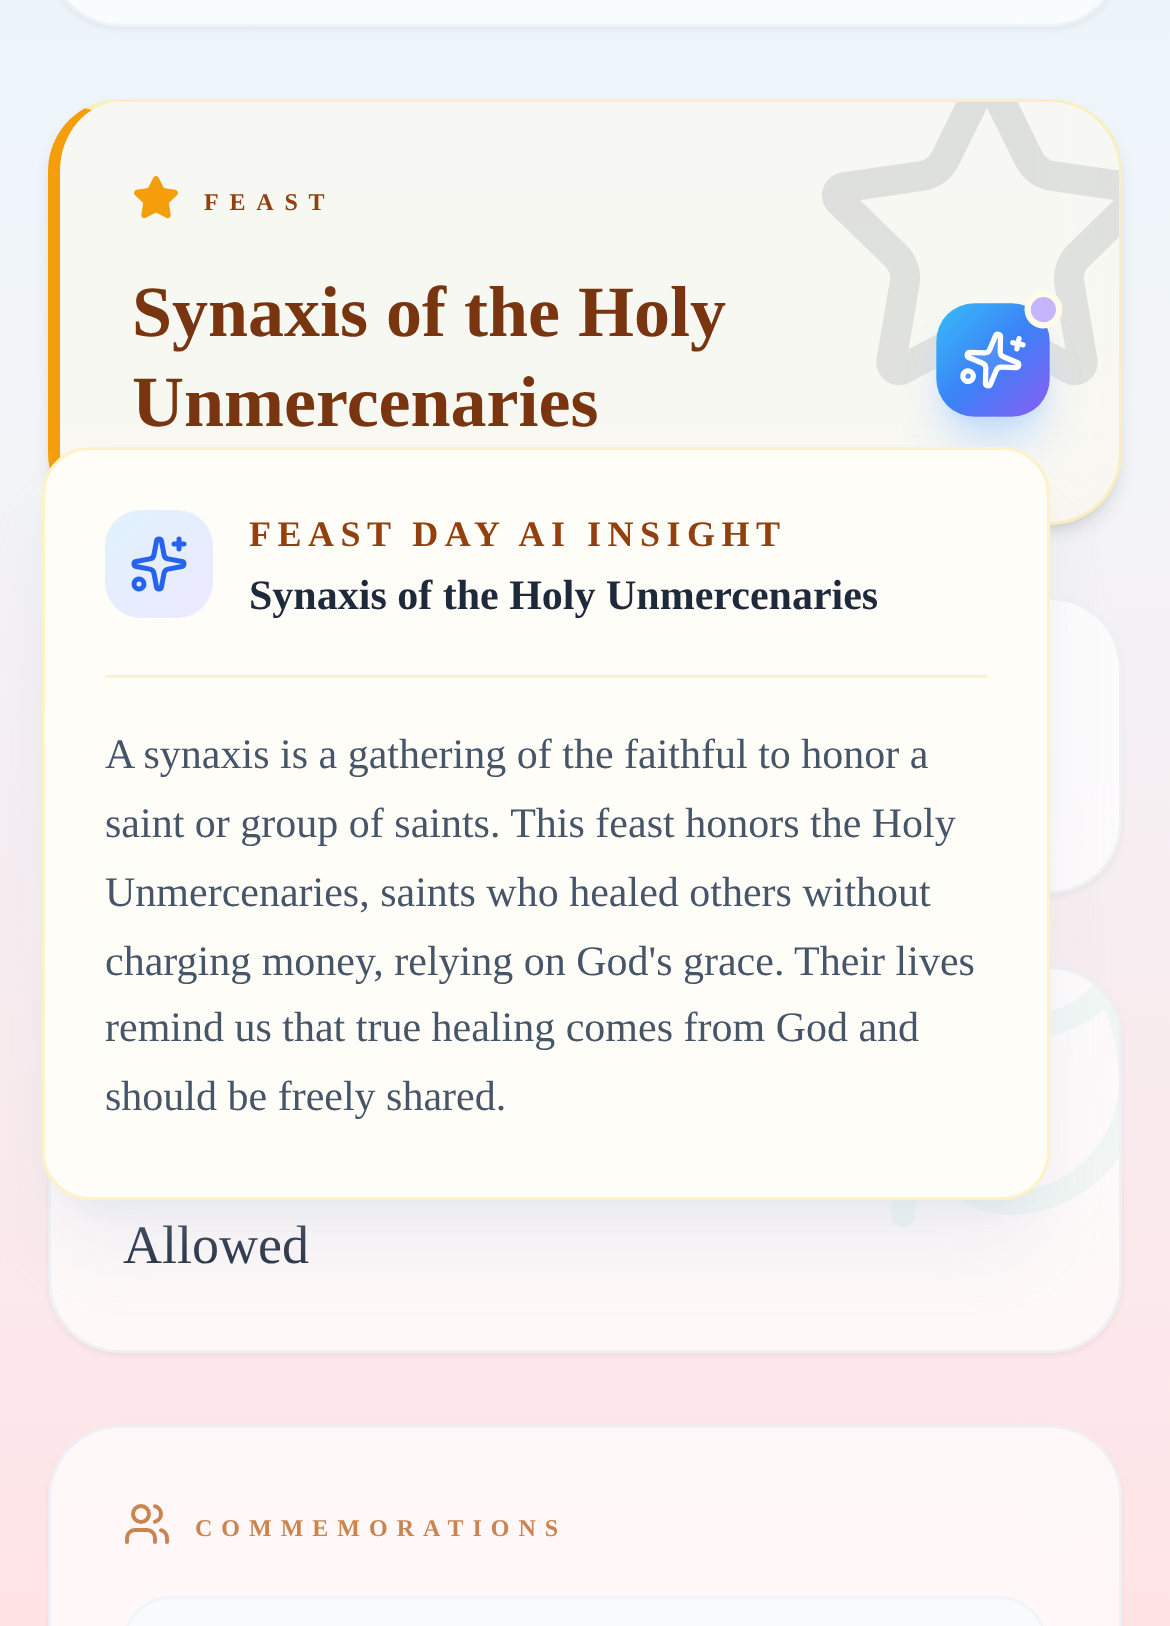 FEAST
Synaxis of the Holy
Unmercenaries
FEAST DAY AI INSIGHT
Synaxis of the Holy Unmercenaries
A synaxis is a gathering of the faithful to honor a
saint or group of saints. This feast honors the Holy
Unmercenaries, saints who healed others without
charging money, relying on God's grace. Their lives
remind us that true healing comes from God and
should be freely shared.
Allowed
COMMEMORATIONS